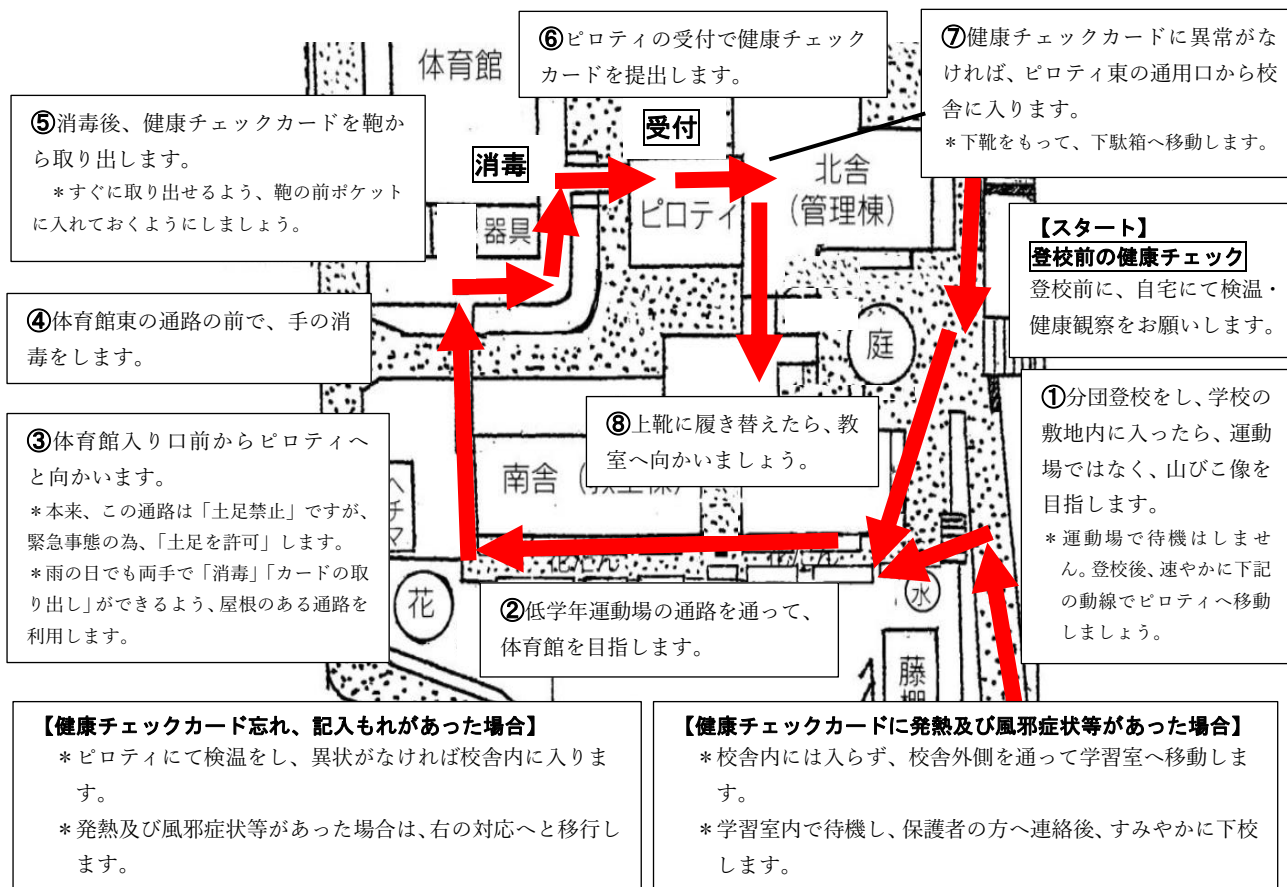 体育館
⑥ピロティの受付で健康チェック
カードを提出します。
⑦健康チェックカードに異常がな
ければ、ピロティ東の通用口から校
舎に入ります。
＊下靴をもって、下駄箱へ移動します。
⑤消毒後、健康チェックカードを鞄か
ら取り出します。
＊すぐに取り出せるよう、鞄の前ポケット
に入れておくようにしましょう。
受付
消毒
北舎
(管理棟)
ピロティ
器具
【スタート】
登校前の健康チェック
登校前に、自宅にて検温・
健康観察をお願いします。
④体育館東の通路の前で、手の消
毒をします。
庭
①分団登校をし、学校の
敷地内に入ったら、運動
場ではなく、山びこ像を
目指します。
＊運動場で待機はしませ
ん。登校後、速やかに下記
の動線でピロティへ移動
しましょう。
③体育館入り口前からピロティへ
と向かいます。
＊本来、この通路は「土足禁止」ですが、
緊急事態の為、「土足を許可」します。
＊雨の日でも両手で「消毒」「カードの取
り出し」ができるよう、屋根のある通路を
利用します。
⑧上靴に履き替えたら、教
室へ向かいましょう。
南舎
ヘチマ
花
水
藤棚
②低学年運動場の通路を通って、
体育館を目指します。
【健康チェックカード忘れ、記入もれがあった場合】
＊ピロティにて検温をし、異状がなければ校舎内に入りま
す。
＊発熱及び風邪症状等があった場合は、右の対応へと移行し
ます。
【健康チェックカードに発熱及び風邪症状等があった場合】
＊校舎内には入らず、校舎外側を通って学習室へ移動しま
す。
＊学習室内で待機し、保護者の方へ連絡後、すみやかに下校
します。